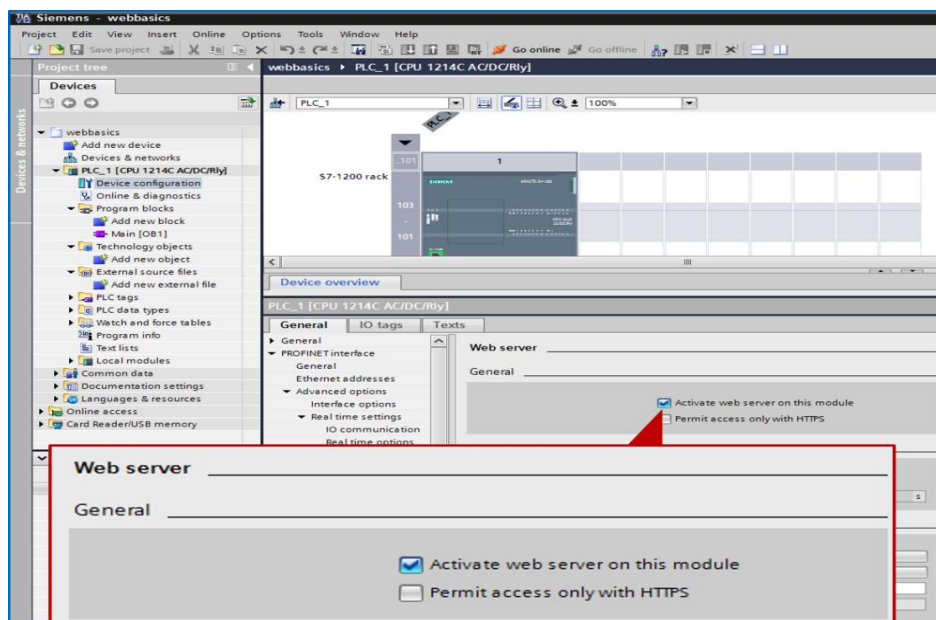 Siemens - webbasics
Project Edit View Insert Online Options Tools Window Help
Save project Go online Go offline
Project tree
webbasics PLC_1 [CPU 1214C AC/DC/Rly]
Devices
Devices & networks
PLC_1 100%
webbasics
Add new device
Devices & networks
PLC_1 [CPU 1214C AC/DC/Rly]
Device configuration
Online & diagnostics
Program blocks
Add new block
Main [OB1]
Technology objects
Add new object
External source files
Add new external file
PLC tags
PLC data types
Watch and force tables
Program info
Text lists
Local modules
Common data
Documentation settings
Languages & resources
Online access
Card Reader/USB memory
PLC_1
101 1
S7-1200 rack
SIEMENS
103
101
Device overview
PLC_1 [CPU 1214C AC/DC/Rly]
General IO tags Texts
General
PROFINET interface
General
Ethernet addresses
Advanced options
Interface options
Real time settings
IO communication
Real time options
Web server
General
Activate web server on this module
Permit access only with HTTPS
s
Web server
General
Activate web server on this module
Permit access only with HTTPS